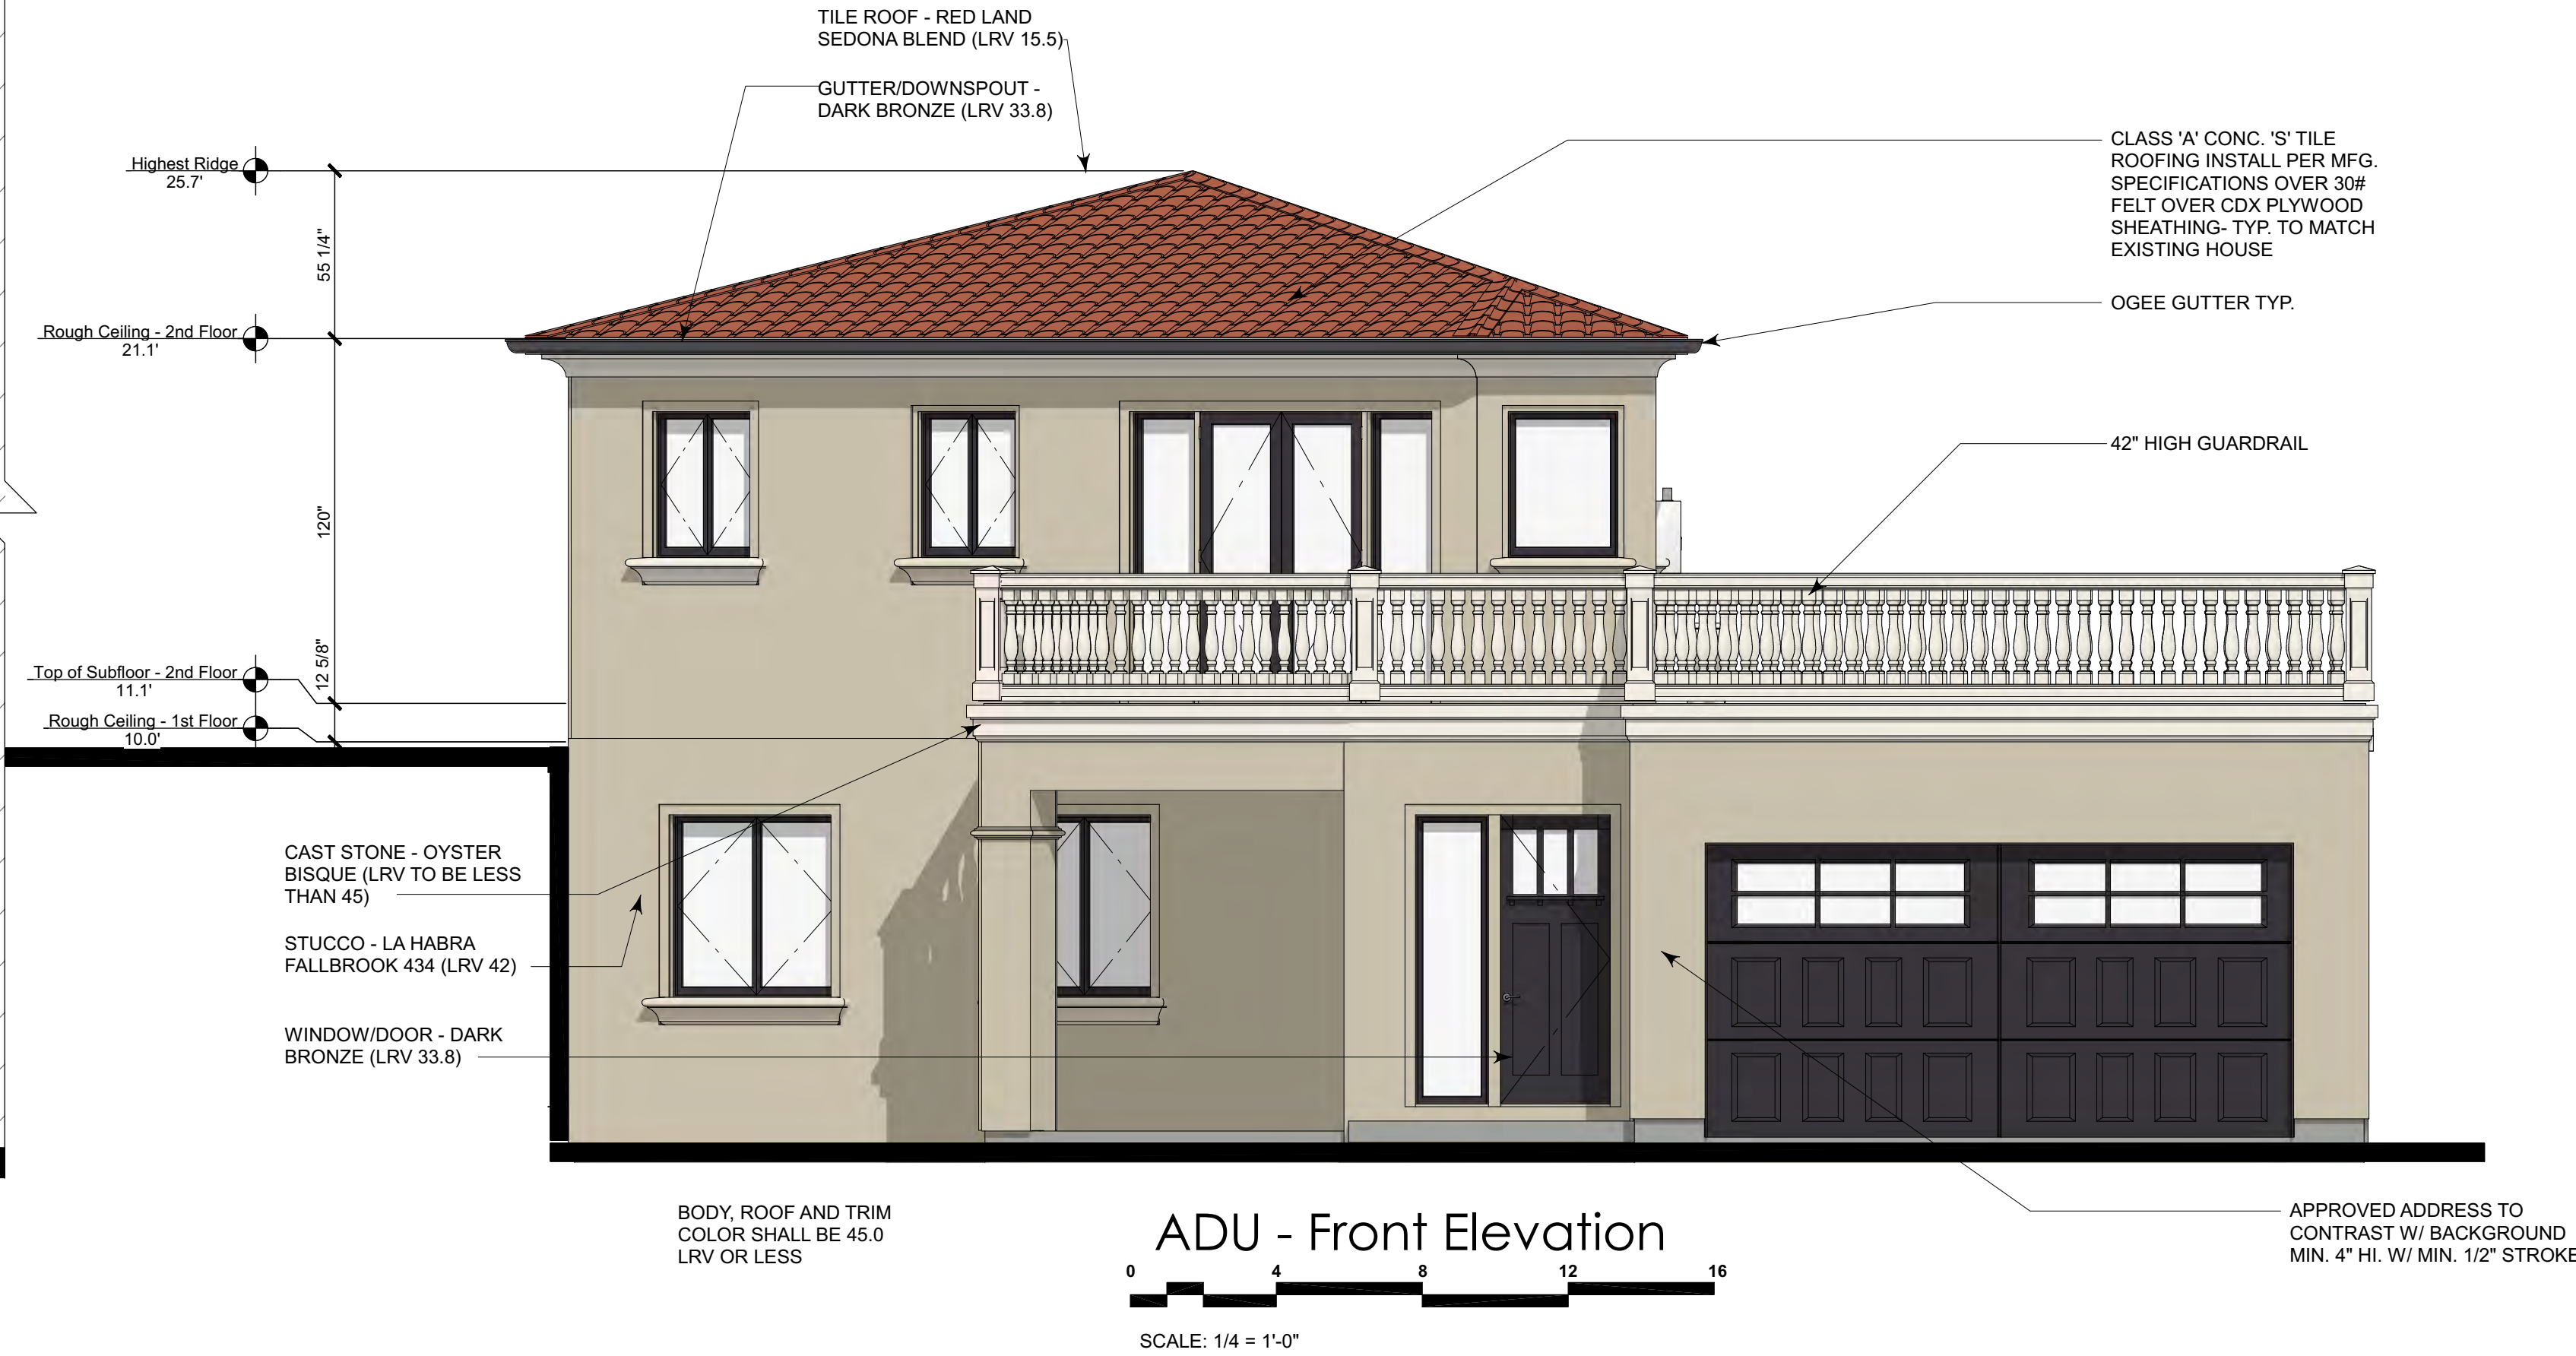 TILE ROOF - RED LAND
SEDONA BLEND (LRV 15.5)
GUTTER/DOWNSPOUT -
DARK BRONZE (LRV 33.8)
CLASS 'A' CONC. 'S' TILE
ROOFING INSTALL PER MFG.
SPECIFICATIONS OVER 30#
FELT OVER CDX PLYWOOD
SHEATHING- TYP. TO MATCH
EXISTING HOUSE
OGEE GUTTER TYP.
42" HIGH GUARDRAIL
Highest Ridge
25.7'
55 1/4"
Rough Ceiling - 2nd Floor
21.1'
120"
Top of Subfloor - 2nd Floor
11.1'
12 5/8"
Rough Ceiling - 1st Floor
10.0'
CAST STONE - OYSTER
BISQUE (LRV TO BE LESS
THAN 45)
STUCCO - LA HABRA
FALLBROOK 434 (LRV 42)
WINDOW/DOOR - DARK
BRONZE (LRV 33.8)
BODY, ROOF AND TRIM
COLOR SHALL BE 45.0
LRV OR LESS
ADU - Front Elevation
0 4 8 12 16
SCALE: 1/4 = 1'-0"
APPROVED ADDRESS TO
CONTRAST W/ BACKGROUND
MIN. 4" HI. W/ MIN. 1/2" STROKE